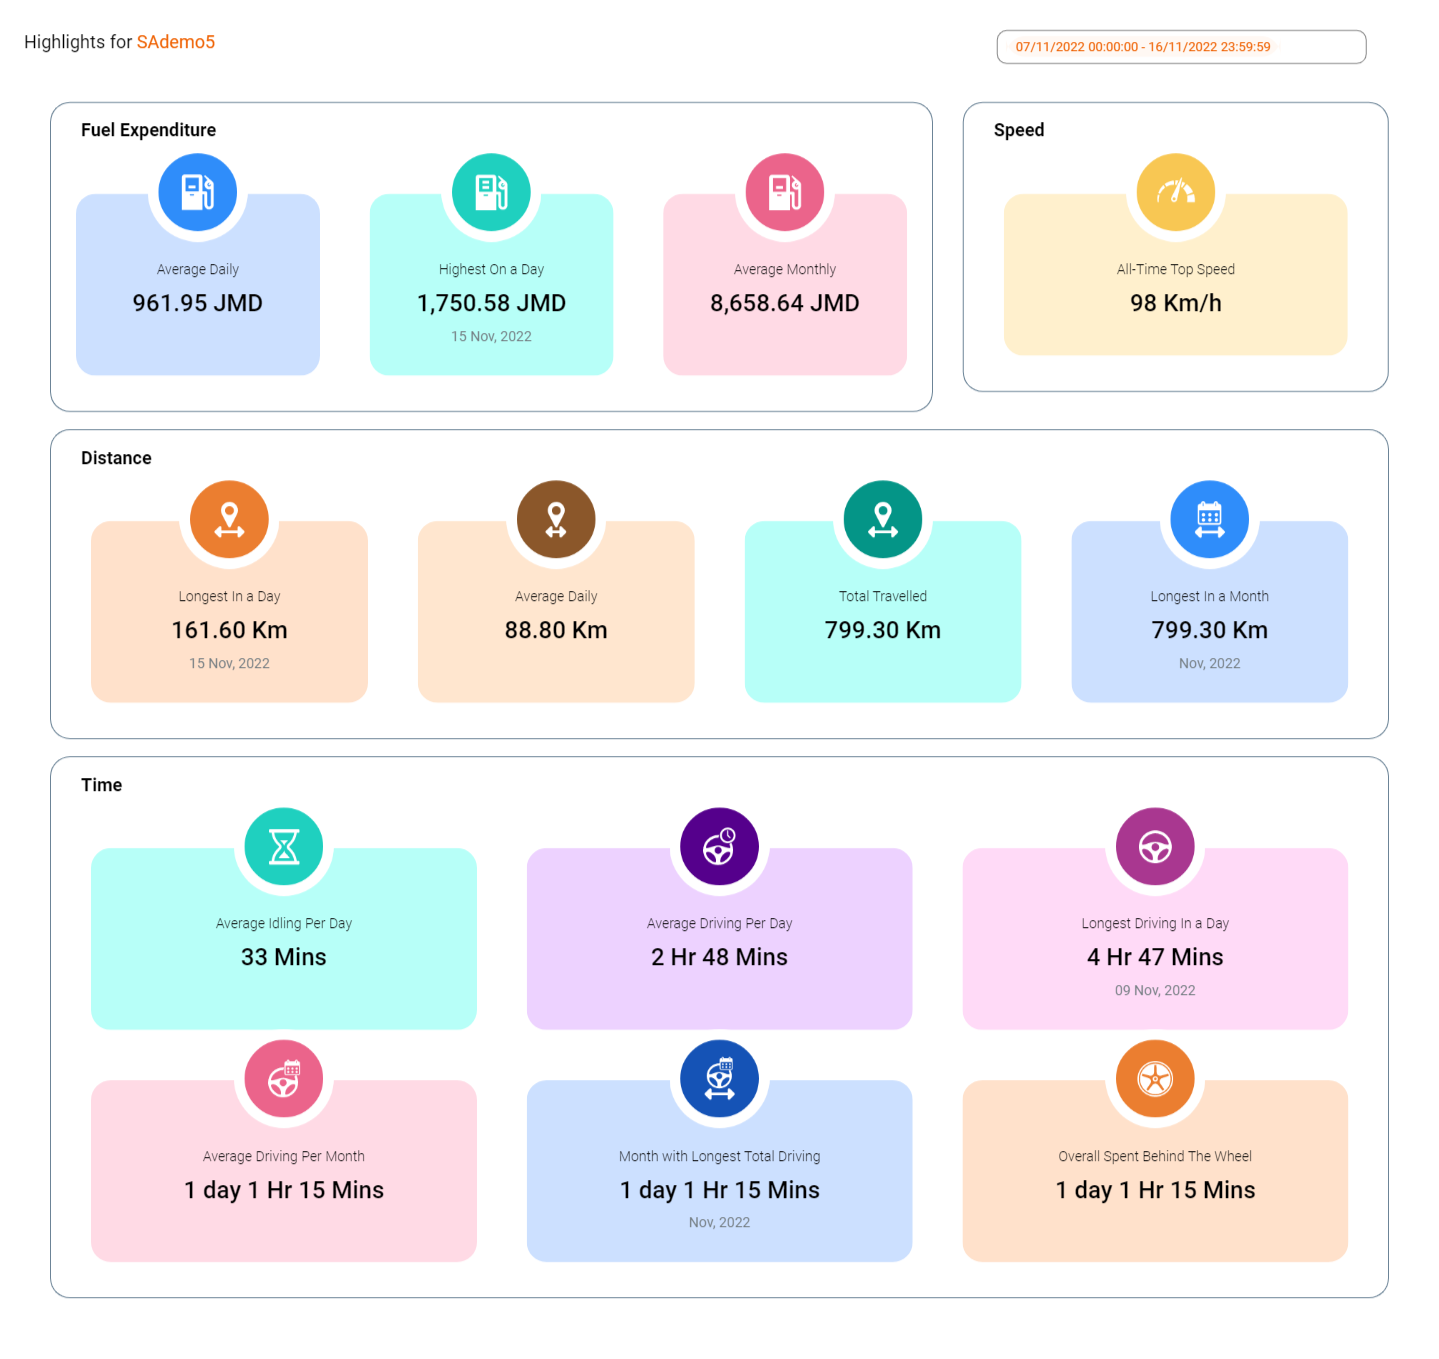 Highlights for SAdemo5
07/11/2022 00:00:00 - 16/11/2022 23:59:59
Fuel Expenditure
Average Daily
961.95 JMD
Highest On a Day
1,750.58 JMD
15 Nov, 2022
Average Monthly
8,658.64 JMD
Speed
All-Time Top Speed
98 Km/h
Distance
Longest In a Day
161.60 Km
15 Nov, 2022
Average Daily
88.80 Km
Total Travelled
799.30 Km
Longest In a Month
799.30 Km
Nov, 2022
Time
Average Idling Per Day
33 Mins
Average Driving Per Day
2 Hr 48 Mins
Longest Driving In a Day
4 Hr 47 Mins
09 Nov, 2022
Average Driving Per Month
1 day 1 Hr 15 Mins
Month with Longest Total Driving
1 day 1 Hr 15 Mins
Nov, 2022
Overall Spent Behind The Wheel
1 day 1 Hr 15 Mins